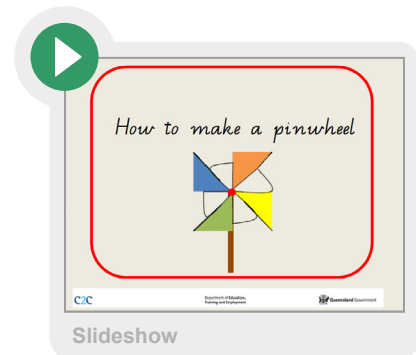 How to make a pinwheel
C2C
Department of Education,
Training and Employment
Queensland Government
Slideshow